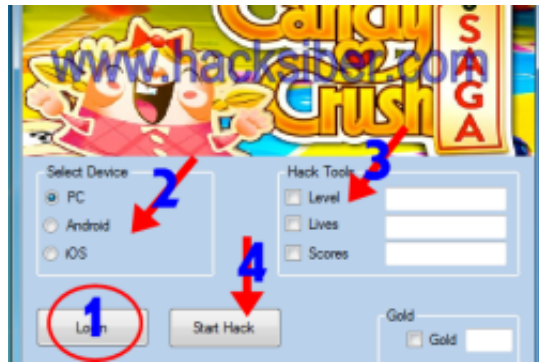 Candy
Crush
SAGA
www.hacksiber.com
Select Device
PC
Android
iOS
2
Hack Tools
3
Level
Lives
Scores
4
1
Start Hack
Gold
Gold